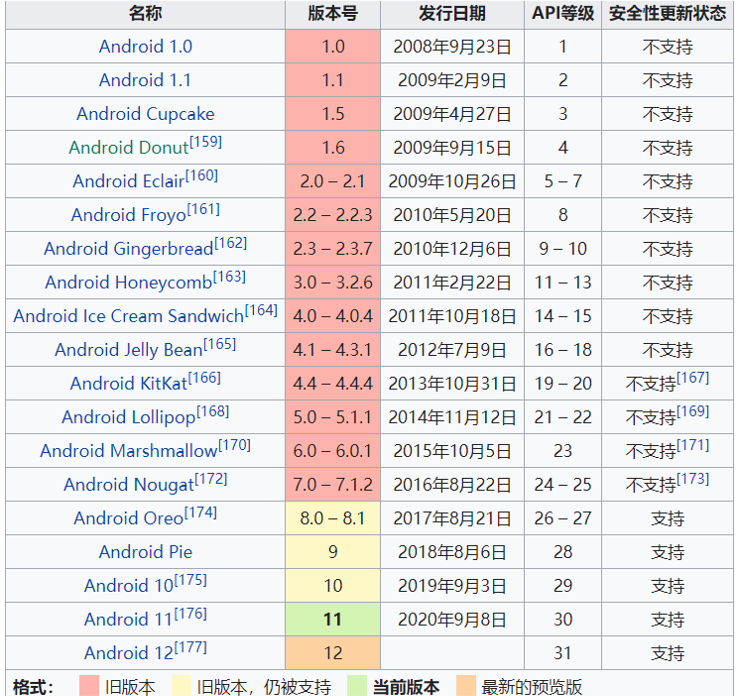 名称 版本号 发行日期 API等级 安全性更新状态
Android 1.0 1.0 2008年9月23日 1 不支持
Android 1.1 1.1 2009年2月9日 2 不支持
Android Cupcake 1.5 2009年4月27日 3 不支持
Android Donut[159] 1.6 2009年9月15日 4 不支持
Android Eclair[160] 2.0 – 2.1 2009年10月26日 5 – 7 不支持
Android Froyo[161] 2.2 – 2.2.3 2010年5月20日 8 不支持
Android Gingerbread[162] 2.3 – 2.3.7 2010年12月6日 9 – 10 不支持
Android Honeycomb[163] 3.0 – 3.2.6 2011年2月22日 11 – 13 不支持
Android Ice Cream Sandwich[164] 4.0 – 4.0.4 2011年10月18日 14 – 15 不支持
Android Jelly Bean[165] 4.1 – 4.3.1 2012年7月9日 16 – 18 不支持
Android KitKat[166] 4.4 – 4.4.4 2013年10月31日 19 – 20 不支持[167]
Android Lollipop[168] 5.0 – 5.1.1 2014年11月12日 21 – 22 不支持[169]
Android Marshmallow[170] 6.0 – 6.0.1 2015年10月5日 23 不支持[171]
Android Nougat[172] 7.0 – 7.1.2 2016年8月22日 24 – 25 不支持[173]
Android Oreo[174] 8.0 – 8.1 2017年8月21日 26 – 27 支持
Android Pie 9 2018年8月6日 28 支持
Android 10[175] 10 2019年9月3日 29 支持
Android 11[176] 11 2020年9月8日 30 支持
Android 12[177] 12 31 支持
格式： 旧版本 旧版本，仍被支持 当前版本 最新的预览版